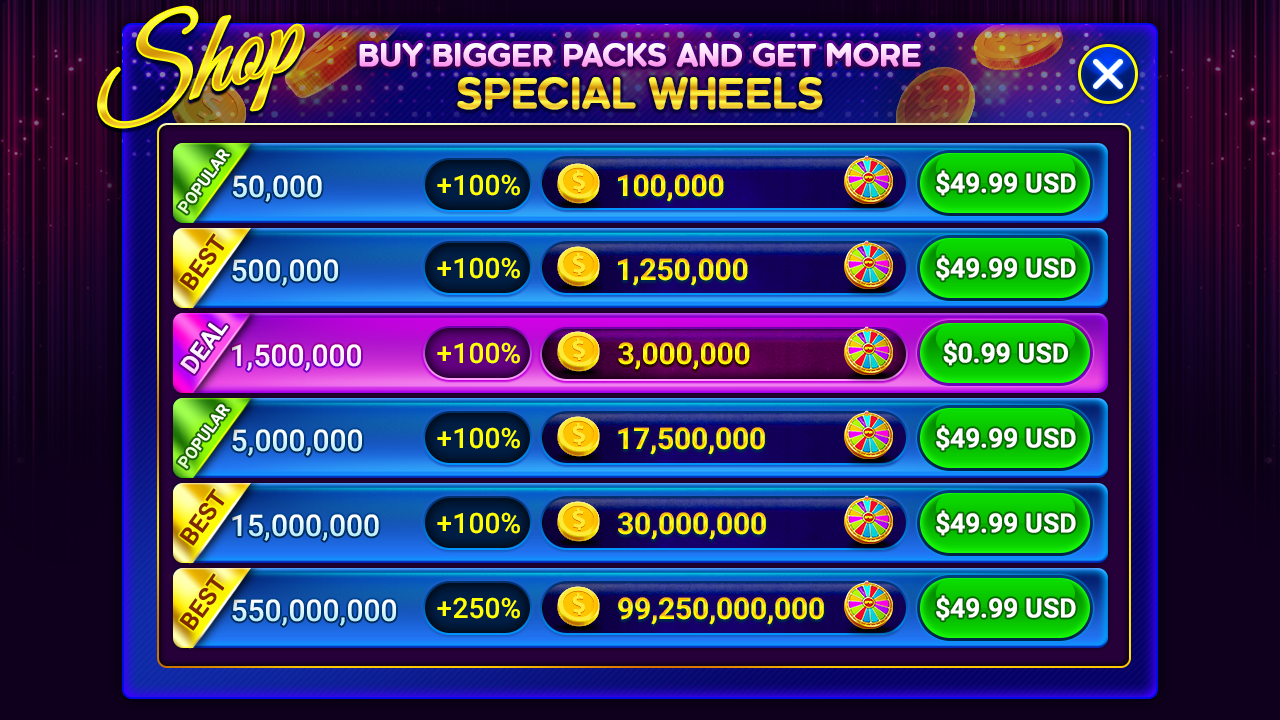 Shop
BUY BIGGER PACKS AND GET MORE
SPECIAL WHEELS
POPULAR 50,000 +100% 100,000 $49.99 USD
BEST 500,000 +100% 1,250,000 $49.99 USD
DEAL 1,500,000 +100% 3,000,000 $0.99 USD
POPULAR 5,000,000 +100% 17,500,000 $49.99 USD
BEST 15,000,000 +100% 30,000,000 $49.99 USD
BEST 550,000,000 +250% 99,250,000,000 $49.99 USD